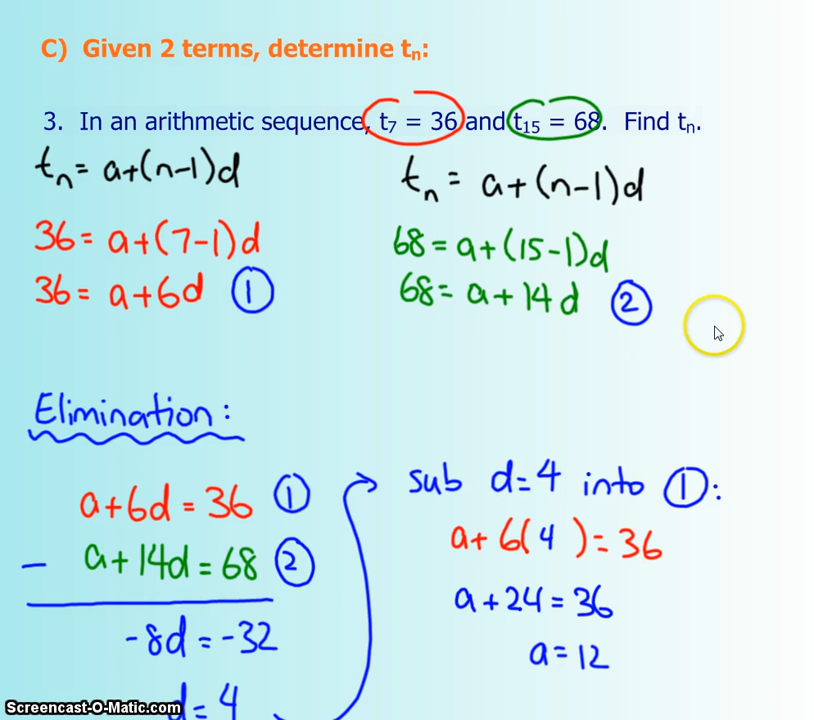 C) Given 2 terms, determine tn:
3. In an arithmetic sequence, t7 = 36 and t15 = 68. Find tn.
tn = a+(n-1)d
36 = a+(7-1)d
36 = a+6d ①
tn = a+(n-1)d
68 = a+(15-1)d
68 = a+14d ②
Elimination:
a+6d = 36 ①
- a+14d = 68 ②
-8d = -32
d = 4
sub d=4 into ①:
a+ 6( 4 ) = 36
a+24 = 36
a = 12
Screencast-O-Matic.com